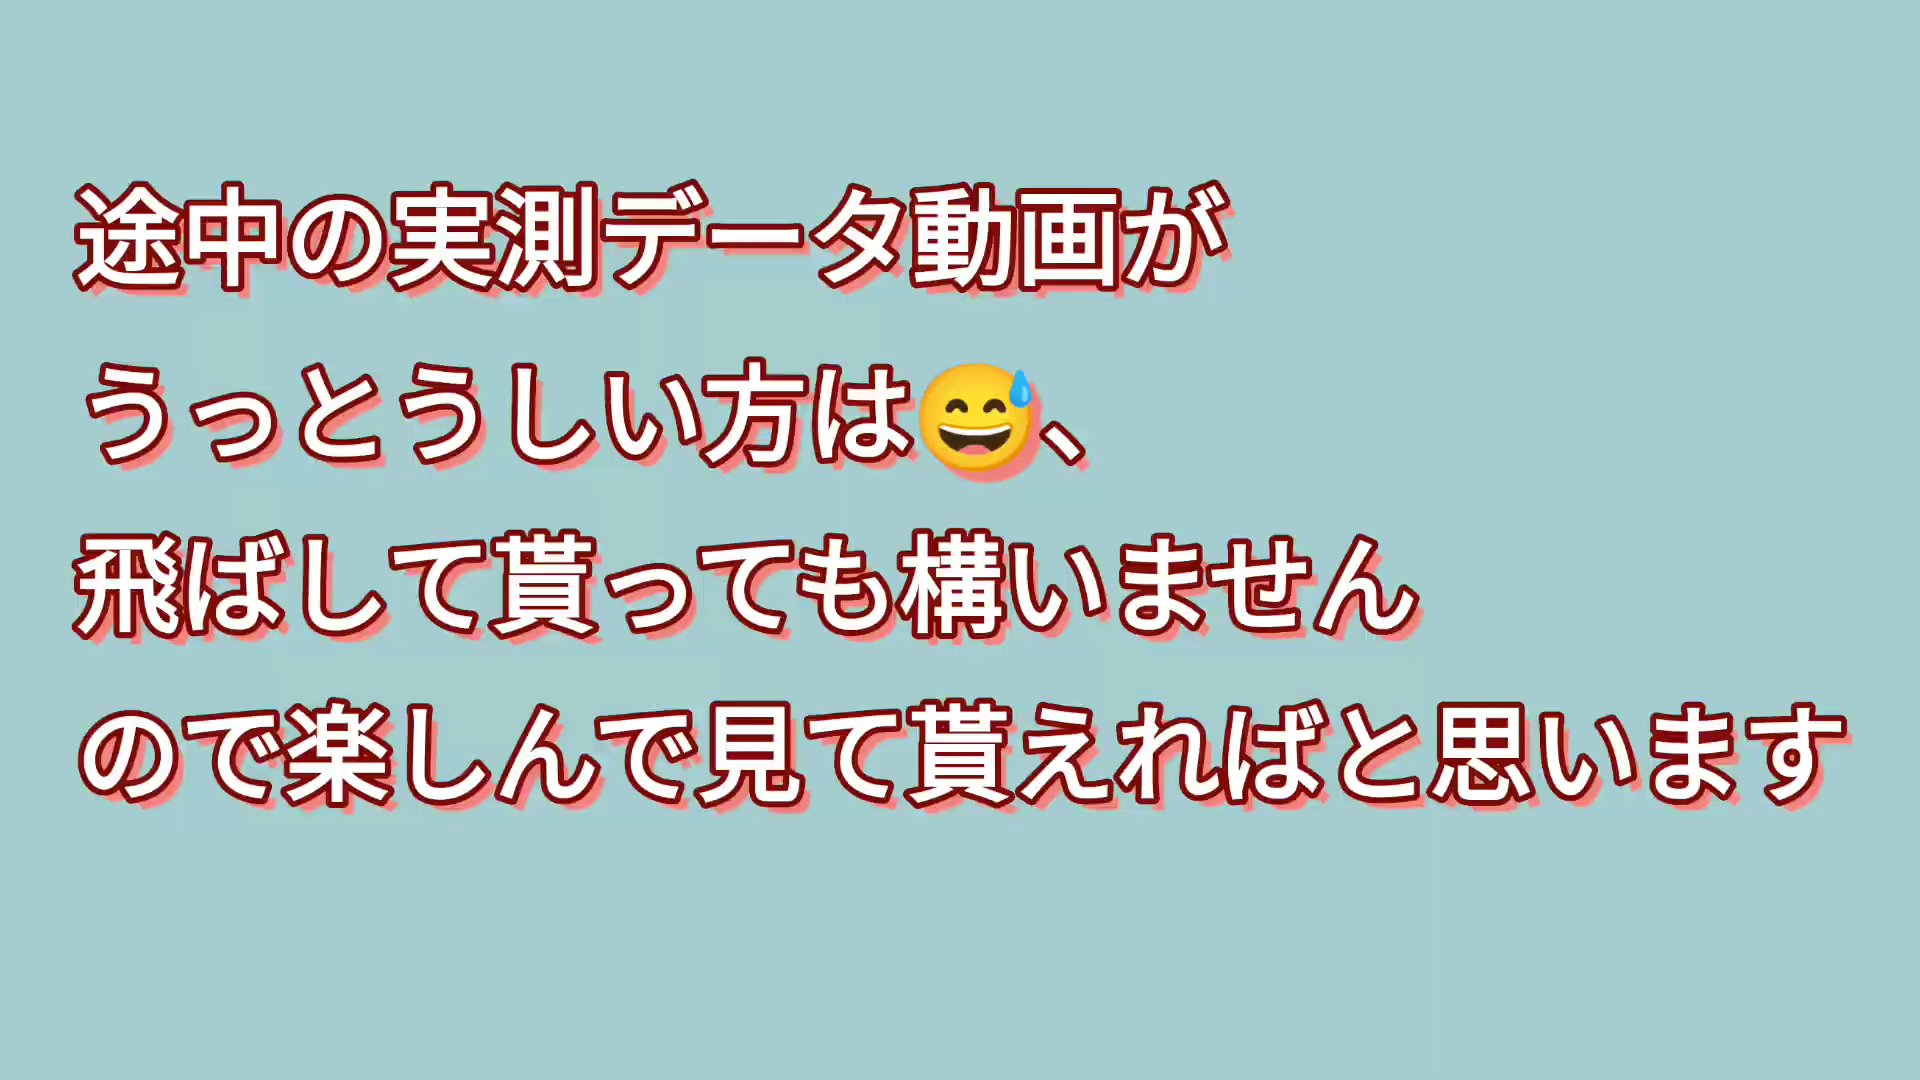 途中の実測データ動画が
うっとうしい方は😅、
飛ばして貰っても構いません
ので楽しんで見て貰えればと思います